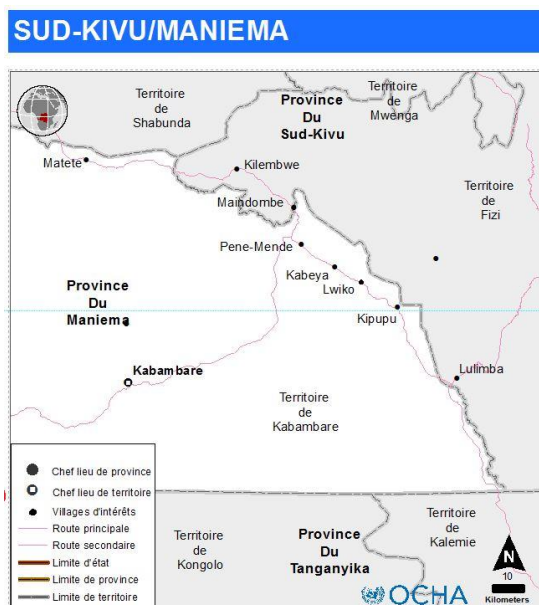 SUD-KIVU/MANIEMA
Territoire
de
Shabunda
Province
Du
Sud-Kivu
Territoire
de
Mwenga
Matete
Kilembwe
Maindombe
Territoire
de
Fizi
Pene-Mende
Kabeya
Lwiko
Province
Du
Maniema
Kipupu
Kabambare
Lulimba
Territoire
de
Kabambare
Chef lieu de province
Chef lieu de territoire
Villages d'intérêts
Route principale
Route secondaire
Limite d'état
Limite de province
Limite de territoire
Territoire
de
Kongolo
Province
Du
Tanganyika
Territoire
de
Kalemie
N
10
Kilometers
OCHA